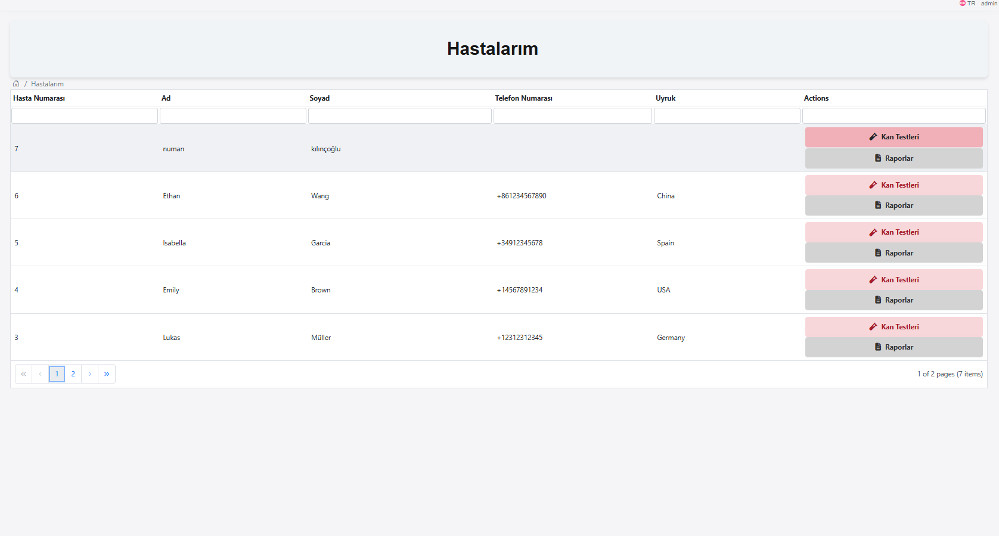 TR admin
Hastalarım
/ Hastalarım
Hasta Numarası Ad Soyad Telefon Numarası Uyruk Actions
7 numan kılınçoğlu
Kan Testleri
Raporlar
6 Ethan Wang +861234567890 China
Kan Testleri
Raporlar
5 Isabella Garcia +34912345678 Spain
Kan Testleri
Raporlar
4 Emily Brown +14567891234 USA
Kan Testleri
Raporlar
3 Lukas Müller +12312312345 Germany
Kan Testleri
Raporlar
« ‹ 1 2 › » 1 of 2 pages (7 items)